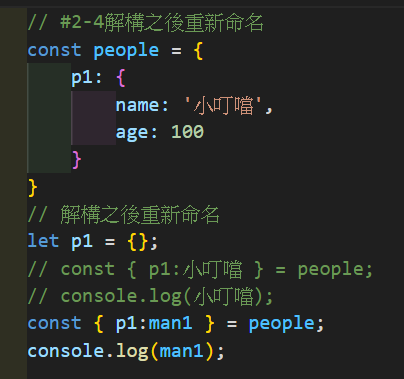 // #2-4解構之後重新命名
const people = {
    p1: {
        name: '小叮噹',
        age: 100
    }
}
// 解構之後重新命名
let p1 = {};
// const { p1:小叮噹 } = people;
// console.log(小叮噹);
const { p1:man1 } = people;
console.log(man1);